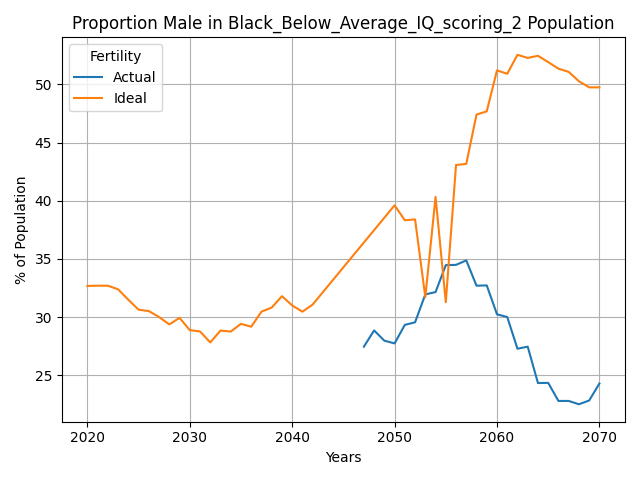 Proportion Male in Black_Below_Average_IQ_scoring_2 Population
Fertility
Actual
Ideal
% of Population
50
45
40
35
30
25
2020
2030
2040
2050
2060
2070
Years